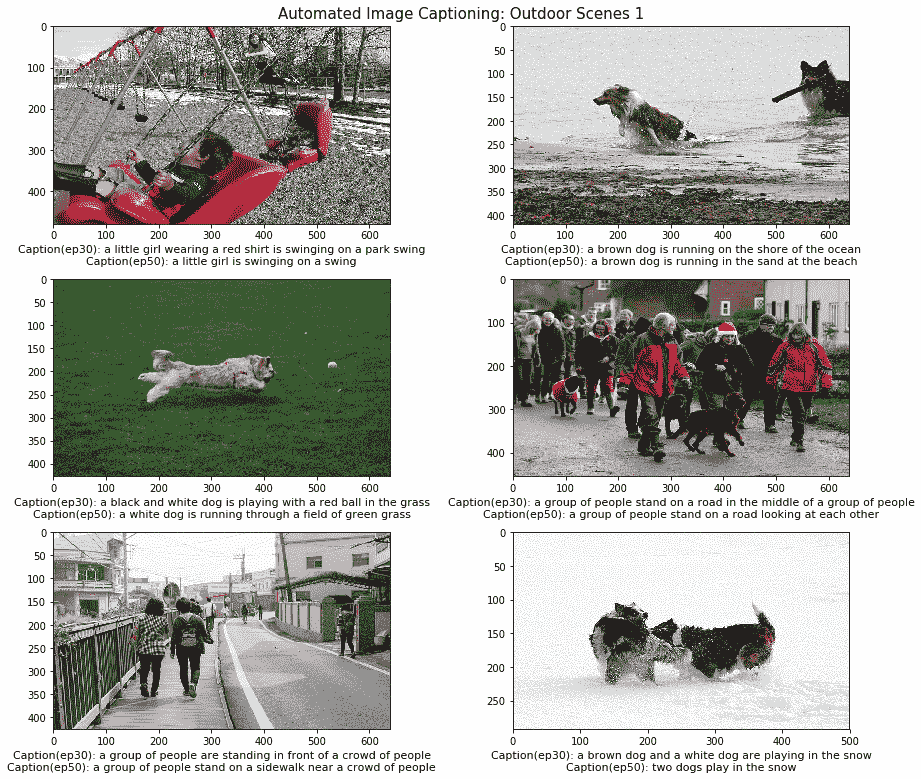 Automated Image Captioning: Outdoor Scenes 1
0
100
200
300
400
0 100 200 300 400 500 600
Caption(ep30): a little girl wearing a red shirt is swinging on a park swing
Caption(ep50): a little girl is swinging on a swing
0
50
100
150
200
250
300
350
400
0 100 200 300 400 500 600
Caption(ep30): a brown dog is running on the shore of the ocean
Caption(ep50): a brown dog is running in the sand at the beach
0
50
100
150
200
250
300
350
400
0 100 200 300 400 500 600
Caption(ep30): a black and white dog is playing with a red ball in the grass
Caption(ep50): a white dog is running through a field of green grass
0
100
200
300
400
0 100 200 300 400 500 600
Caption(ep30): a group of people stand on a road in the middle of a group of people
Caption(ep50): a group of people stand on a road looking at each other
0
50
100
150
200
250
300
350
400
0 100 200 300 400 500 600
Caption(ep30): a group of people are standing in front of a crowd of people
Caption(ep50): a group of people stand on a sidewalk near a crowd of people
0
50
100
150
200
250
0 100 200 300 400 500
Caption(ep30): a brown dog and a white dog are playing in the snow
Caption(ep50): two dogs play in the snow